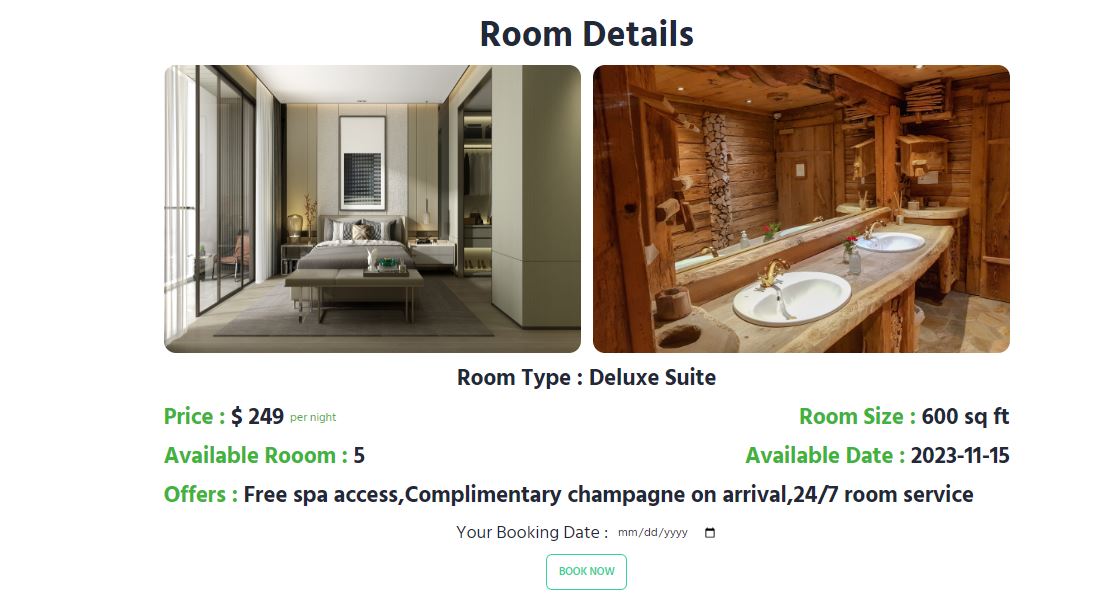 Room Details
Room Type : Deluxe Suite
Price : $ 249 per night
Room Size : 600 sq ft
Available Rooom : 5
Available Date : 2023-11-15
Offers : Free spa access,Complimentary champagne on arrival,24/7 room service
Your Booking Date : mm/dd/yyyy
BOOK NOW